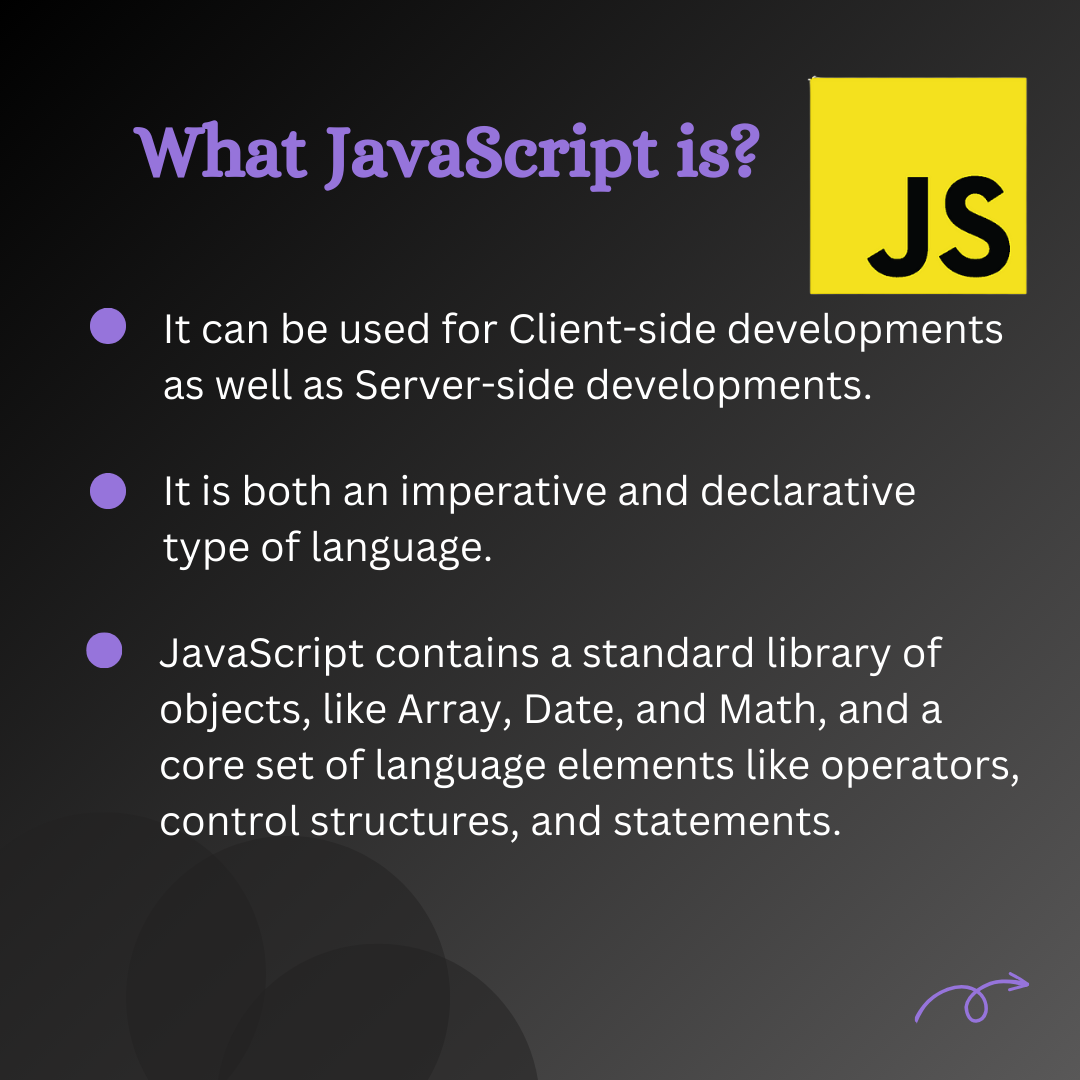 What JavaScript is?
JS
It can be used for Client-side developments
as well as Server-side developments.
It is both an imperative and declarative
type of language.
JavaScript contains a standard library of
objects, like Array, Date, and Math, and a
core set of language elements like operators,
control structures, and statements.